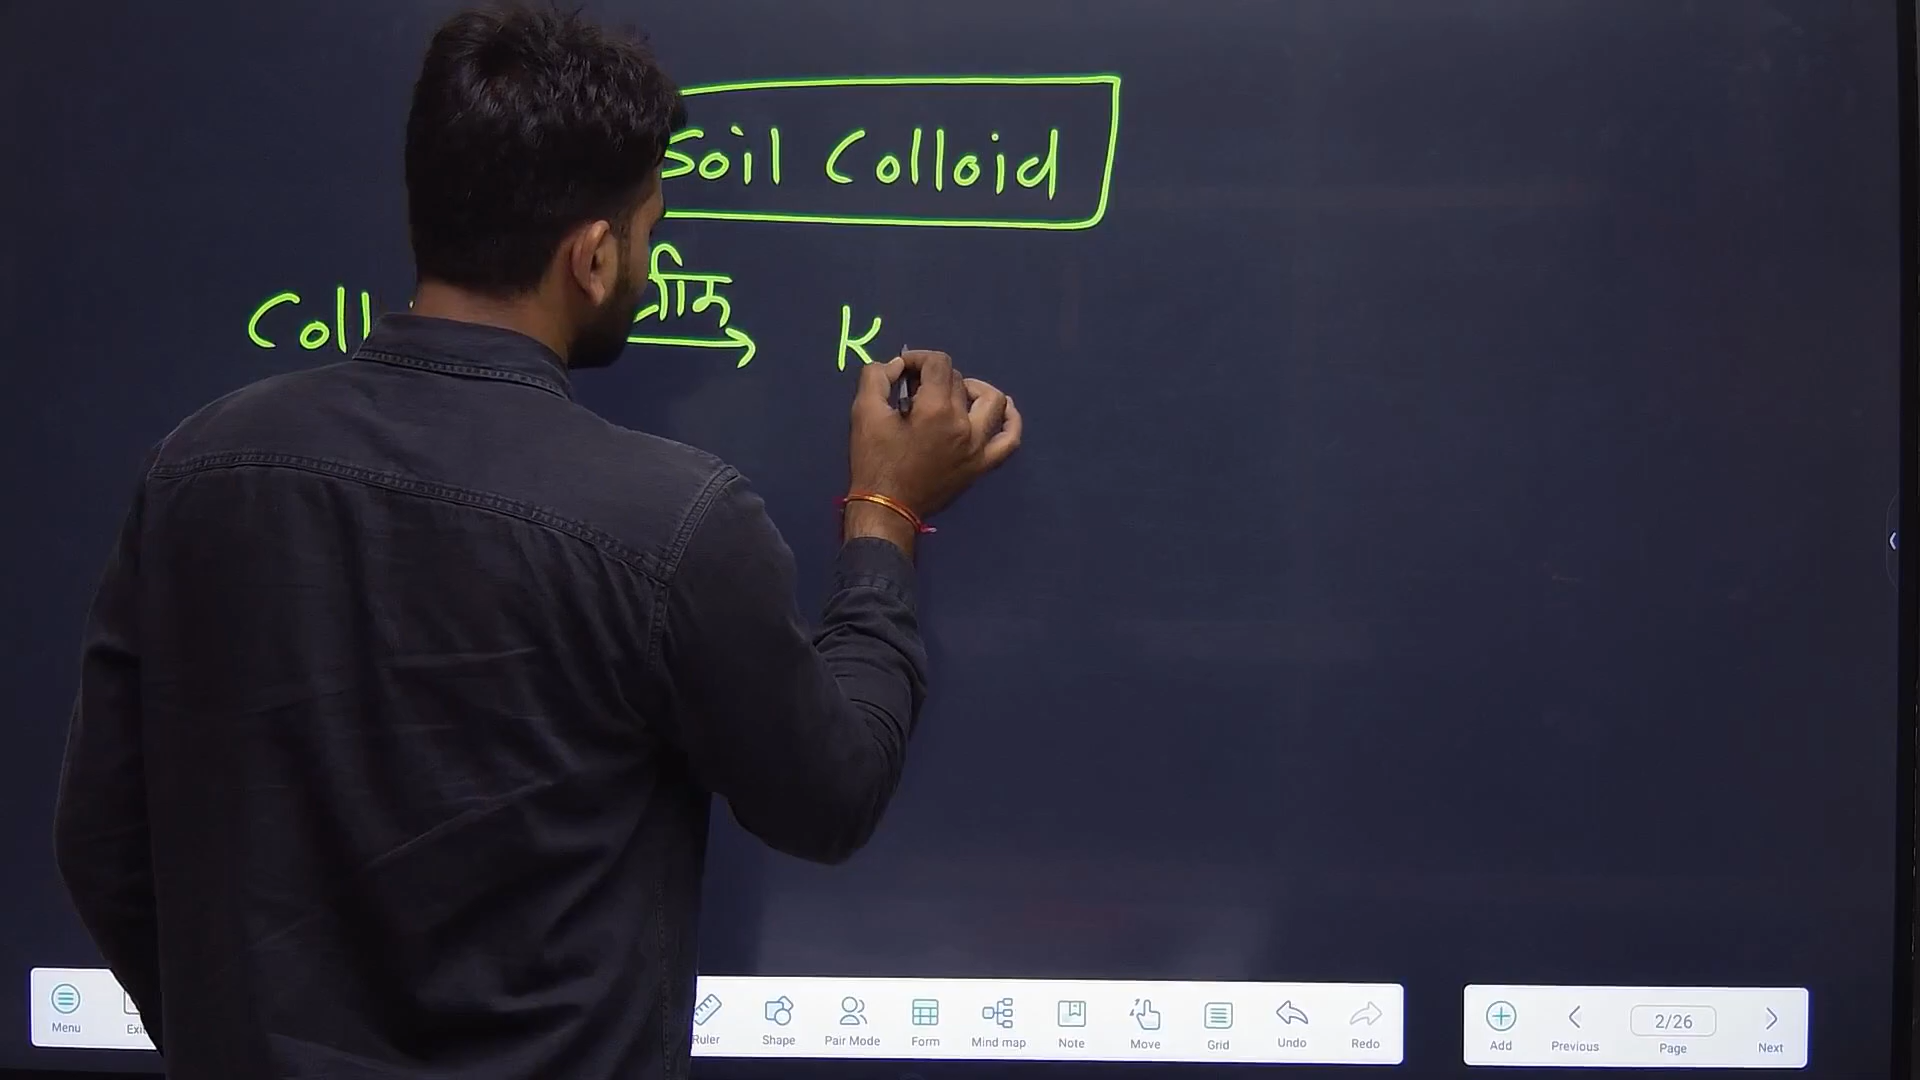 Soil Colloid
K
Menu
Ruler Shape Pair Mode Form Mind map Note Move Grid Undo Redo
Add Previous 2/26 Page Next